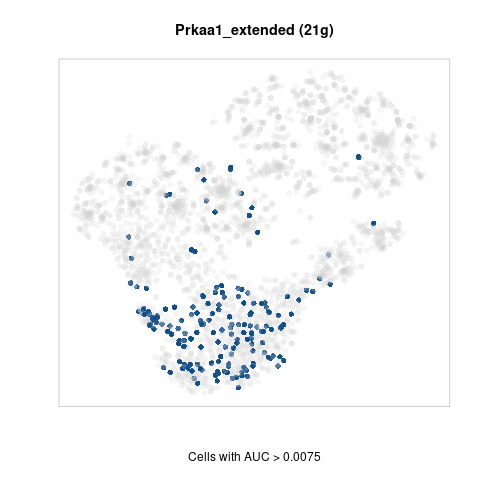 Prkaa1_extended (21g)
Cells with AUC > 0.0075